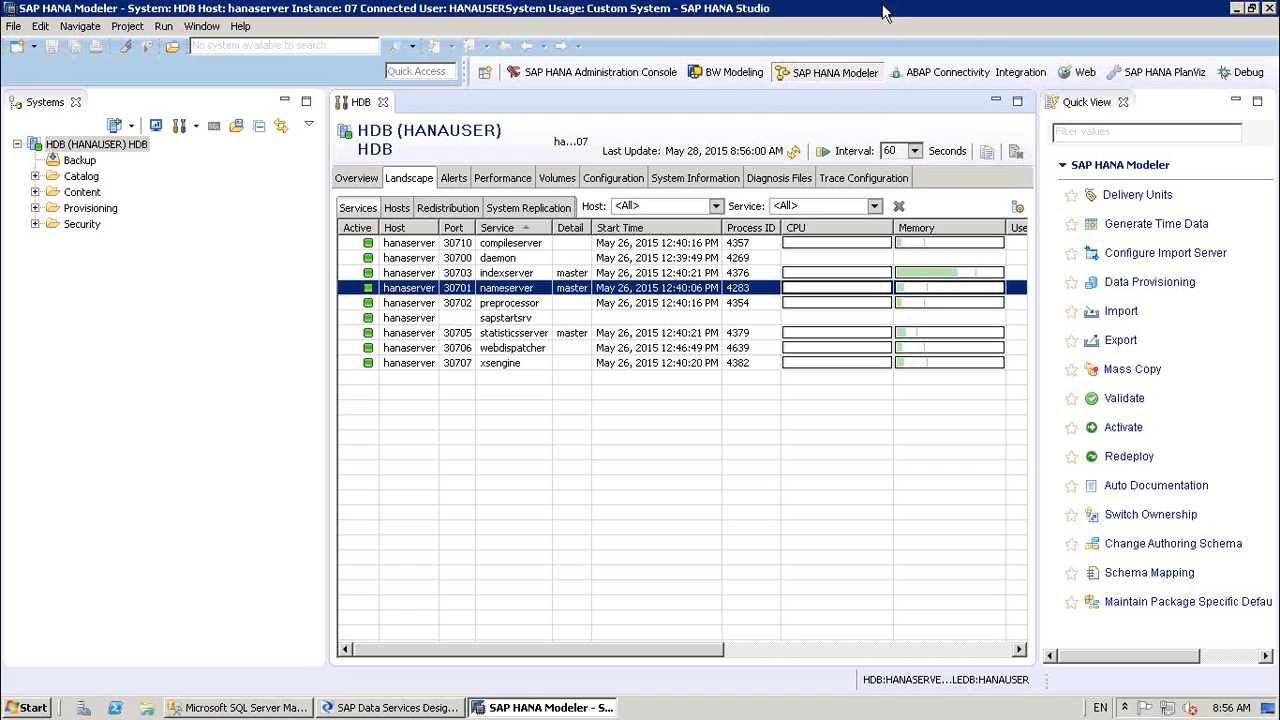 SAP HANA Modeler - System: HDB Host: hanaserver Instance: 07 Connected User: HANAUSERSystem Usage: Custom System - SAP HANA Studio
File Edit Navigate Project Run Window Help
No system available to search
Quick Access SAP HANA Administration Console BW Modeling SAP HANA Modeler ABAP Connectivity Integration Web SAP HANA PlanViz Debug
Systems
HDB (HANAUSER) HDB
Backup
Catalog
Content
Provisioning
Security
HDB
HDB (HANAUSER)
HDB
ha...07
Last Update: May 28, 2015 8:56:00 AM Interval: 60 Seconds
Overview Landscape Alerts Performance Volumes Configuration System Information Diagnosis Files Trace Configuration
Services Hosts Redistribution System Replication Host: <All> Service: <All>
Active Host Port Service Detail Start Time Process ID CPU Memory Use
hanaserver 30710 compileserver May 26, 2015 12:40:16 PM 4357
hanaserver 30700 daemon May 26, 2015 12:39:49 PM 4269
hanaserver 30703 indexserver master May 26, 2015 12:40:21 PM 4376
hanaserver 30701 nameserver master May 26, 2015 12:40:06 PM 4283
hanaserver 30702 preprocessor May 26, 2015 12:40:16 PM 4354
hanaserver sapstartsrv
hanaserver 30705 statisticsserver master May 26, 2015 12:40:21 PM 4379
hanaserver 30706 webdispatcher May 26, 2015 12:46:49 PM 4639
hanaserver 30707 xsengine May 26, 2015 12:40:20 PM 4382
Quick View
Filter values
SAP HANA Modeler
Delivery Units
Generate Time Data
Configure Import Server
Data Provisioning
Import
Export
Mass Copy
Validate
Activate
Redeploy
Auto Documentation
Switch Ownership
Change Authoring Schema
Schema Mapping
Maintain Package Specific Defau
HDB:HANASERVE...LEDB:HANAUSER
Start Microsoft SQL Server Ma... SAP Data Services Desig... SAP HANA Modeler - S... EN 8:56 AM